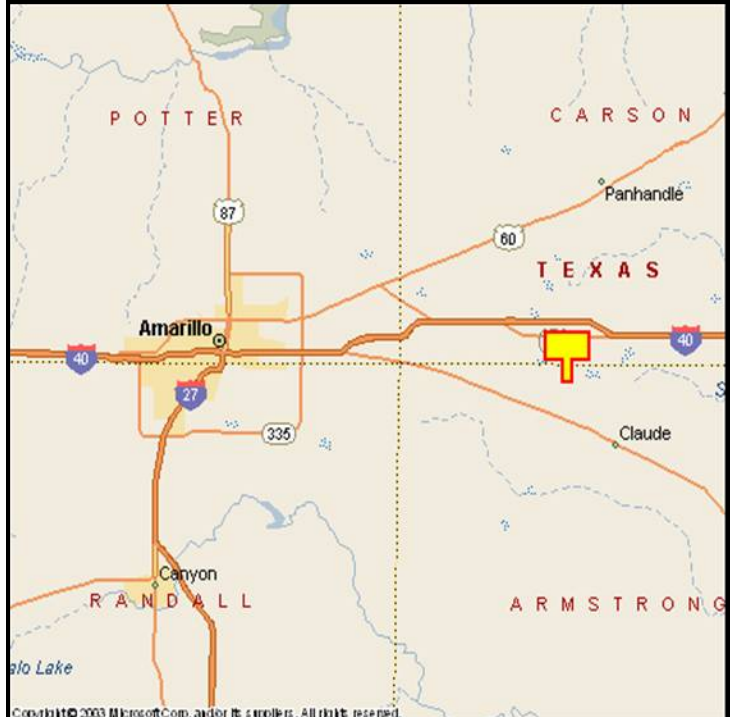 POTTER
CARSON
87
Panhandle
60
TEXAS
Amarillo
40
40
27
335
Claude
Canyon
RANDALL
ARMSTRONG
alo Lake
Copyright © 2003 Microsoft Corp. and/or its suppliers. All rights reserved.